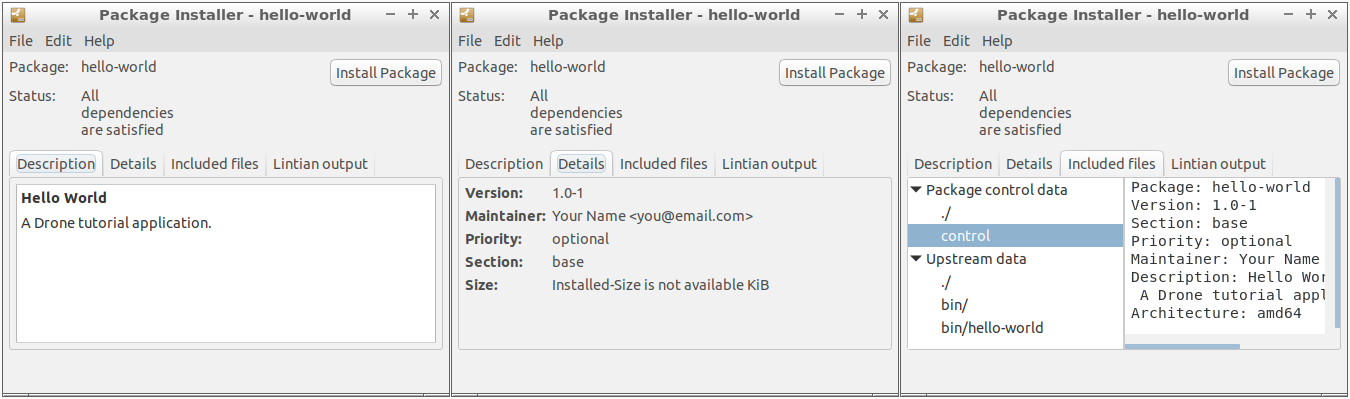 Package Installer - hello-world
File Edit Help
Package: hello-world
Install Package
Status: All
dependencies
are satisfied
Description Details Included files Lintian output
Hello World
A Drone tutorial application.
Package Installer - hello-world
File Edit Help
Package: hello-world
Install Package
Status: All
dependencies
are satisfied
Description Details Included files Lintian output
Version: 1.0-1
Maintainer: Your Name <you@email.com>
Priority: optional
Section: base
Size: Installed-Size is not available KiB
Package Installer - hello-world
File Edit Help
Package: hello-world
Install Package
Status: All
dependencies
are satisfied
Description Details Included files Lintian output
Package control data
./
control
Upstream data
./
bin/
bin/hello-world
Package: hello-world
Version: 1.0-1
Section: base
Priority: optional
Maintainer: Your Name
Description: Hello Wor
A Drone tutorial appl
Architecture: amd64